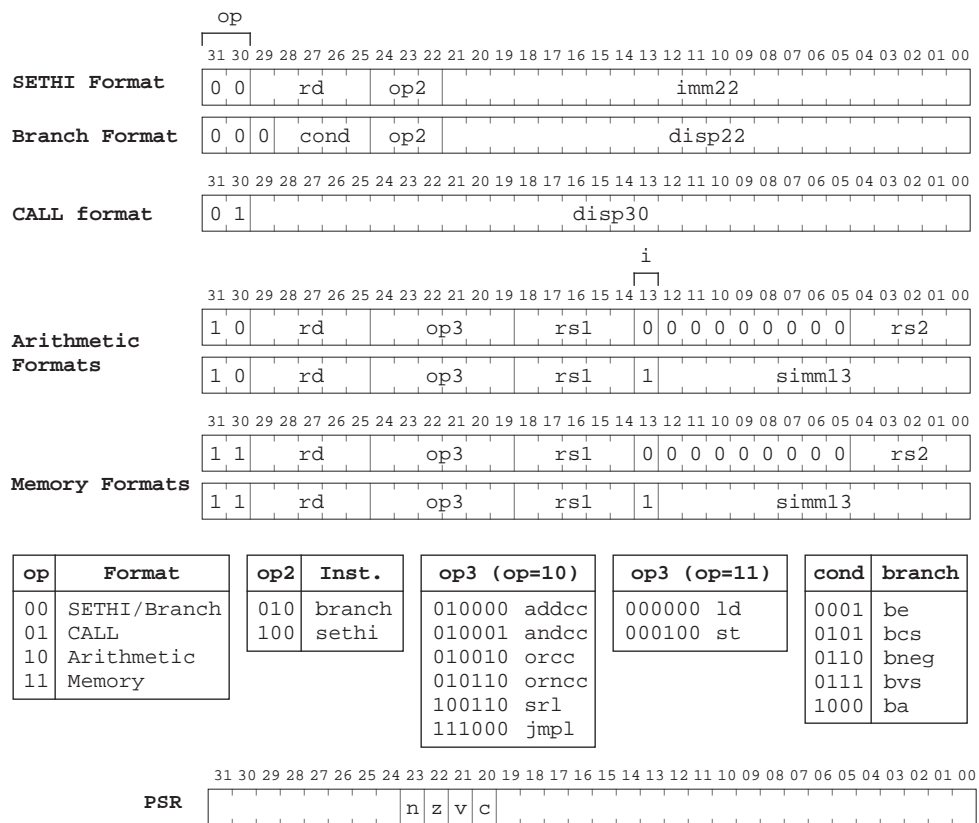 op
31 30 29 28 27 26 25 24 23 22 21 20 19 18 17 16 15 14 13 12 11 10 09 08 07 06 05 04 03 02 01 00
SETHI Format 0 0 rd op2 imm22
Branch Format 0 0 0 cond op2 disp22
31 30 29 28 27 26 25 24 23 22 21 20 19 18 17 16 15 14 13 12 11 10 09 08 07 06 05 04 03 02 01 00
CALL format 0 1 disp30
i
31 30 29 28 27 26 25 24 23 22 21 20 19 18 17 16 15 14 13 12 11 10 09 08 07 06 05 04 03 02 01 00
Arithmetic
Formats
1 0 rd op3 rs1 0 0 0 0 0 0 0 0 0 rs2
1 0 rd op3 rs1 1 simm13
31 30 29 28 27 26 25 24 23 22 21 20 19 18 17 16 15 14 13 12 11 10 09 08 07 06 05 04 03 02 01 00
Memory Formats
1 1 rd op3 rs1 0 0 0 0 0 0 0 0 0 rs2
1 1 rd op3 rs1 1 simm13
op Format
00 SETHI/Branch
01 CALL
10 Arithmetic
11 Memory
op2 Inst.
010 branch
100 sethi
op3 (op=10)
010000 addcc
010001 andcc
010010 orcc
010110 orncc
100110 srl
111000 jmpl
op3 (op=11)
000000 ld
000100 st
cond branch
0001 be
0101 bcs
0110 bneg
0111 bvs
1000 ba
31 30 29 28 27 26 25 24 23 22 21 20 19 18 17 16 15 14 13 12 11 10 09 08 07 06 05 04 03 02 01 00
PSR n z v c